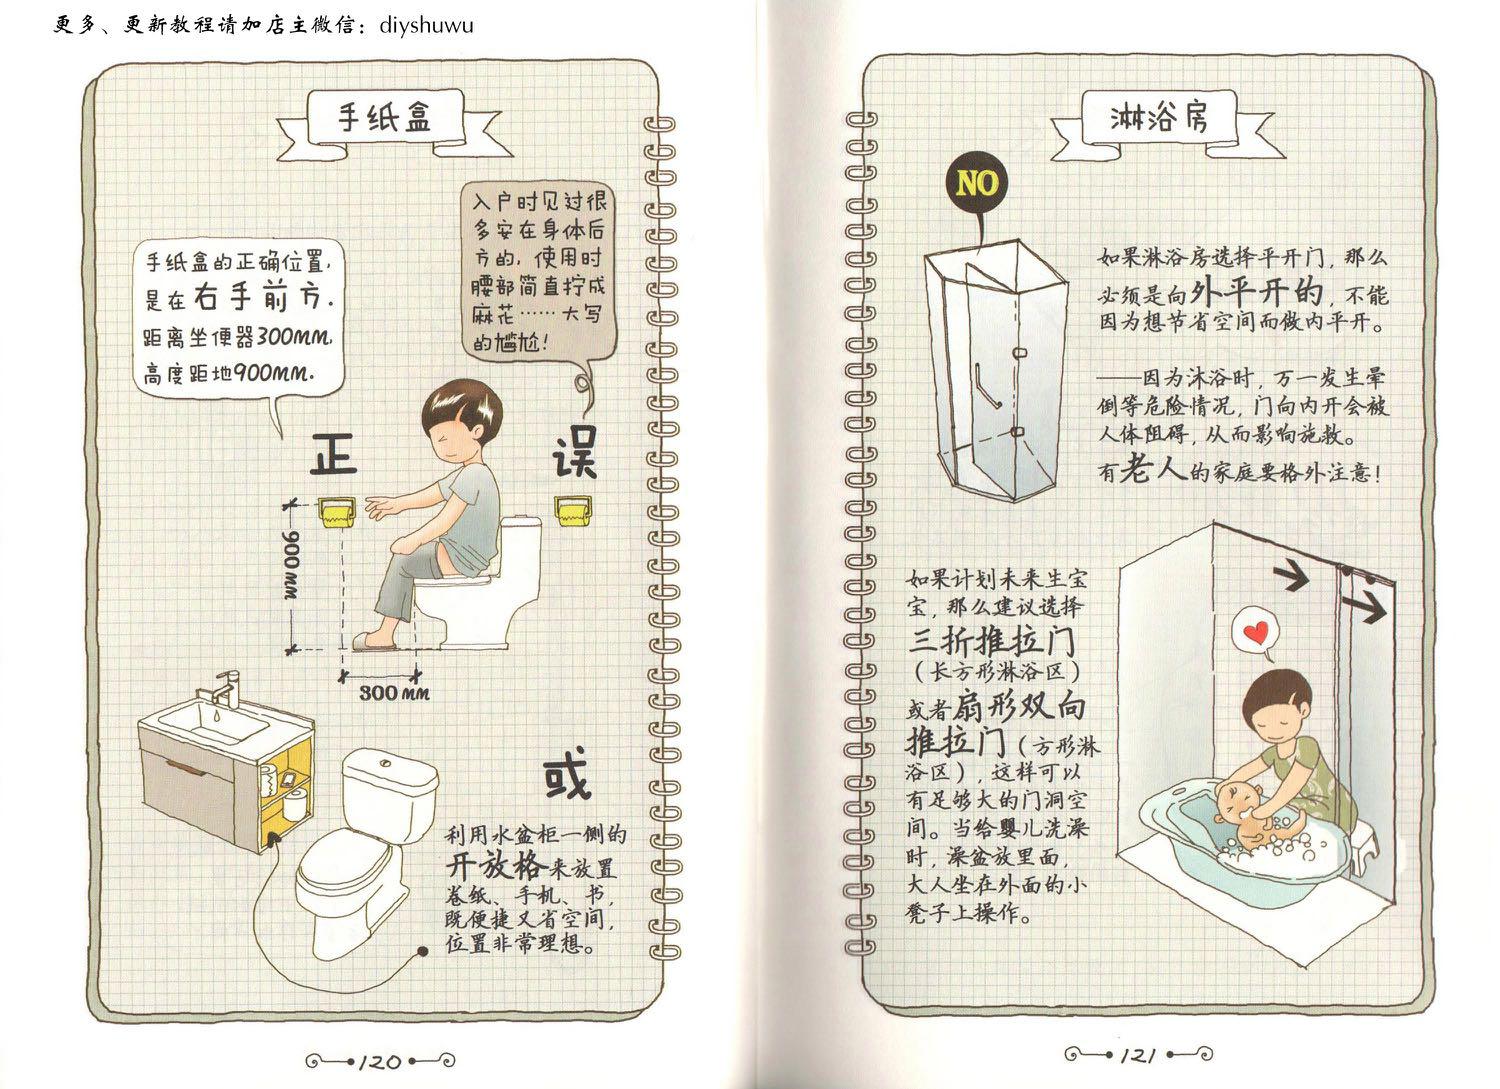 更多、更新教程请加店主微信：diyshuwu
手纸盒
手纸盒的正确位置，
是在右手前方．
距离坐便器300mm，
高度距地900mm．
入户时见过很
多安在身体后
方的，使用时
腰部简直拧成
麻花……大写
的尴尬！
正
误
900mm
300mm
或
利用水盆柜一侧的
开放格来放置
卷纸、手机、书，
既便捷又省空间，
位置非常理想。
120
淋浴房
NO
如果淋浴房选择平开门，那么
必须是向外平开的，不能
因为想节省空间而做内平开。
——因为沐浴时，万一发生晕
倒等危险情况，门向内开会被
人体阻碍，从而影响施救。
有老人的家庭要格外注意！
如果计划未来生宝
宝，那么建议选择
三折推拉门
（长方形淋浴区）
或者扇形双向
推拉门（方形淋
浴区），这样可以
有足够大的门洞空
间。当给婴儿洗澡
时，澡盆放里面，
大人坐在外面的小
凳子上操作。
121